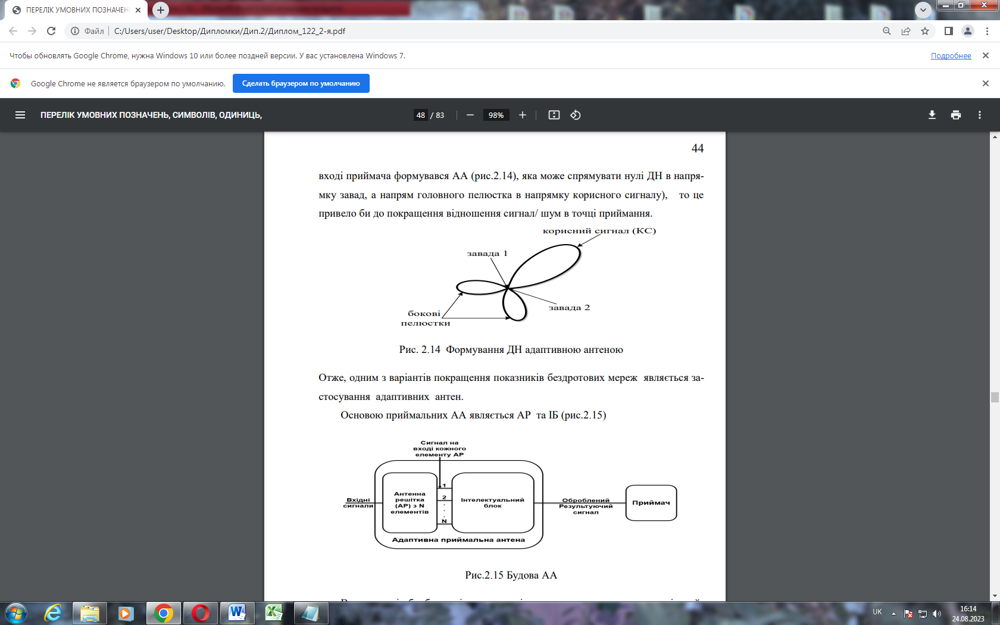 ПЕРЕЛІК УМОВНИХ ПОЗНАЧЕН
Файл
C:/Users/user/Desktop/Дипломки/Дип.2/Диплом_122_2-я.pdf
Чтобы обновлять Google Chrome, нужна Windows 10 или более поздней версии. У вас установлена Windows 7.
Подробнее
Google Chrome не является браузером по умолчанию.
Сделать браузером по умолчанию
ПЕРЕЛІК УМОВНИХ ПОЗНАЧЕНЬ, СИМВОЛІВ, ОДИНИЦЬ,
48 / 83
98%
44
вході приймача формувався АА (рис.2.14), яка може спрямувати нулі ДН в напря-
мку завад, а напрям головного пелюстка в напрямку корисного сигналу), то це
привело би до покращення відношення сигнал/ шум в точці приймання.
корисний сигнал (КС)
завада 1
завада 2
бокові
пелюстки
Рис. 2.14 Формування ДН адаптивною антеною
Отже, одним з варіантів покращення показників бездротових мереж являється за-
стосування адаптивних антен.
Основою приймальних АА являється АР та ІБ (рис.2.15)
Сигнал на
вході кожного
елементу АР
Вхідні
сигнали
Антенна
решітка
(АР) з N
елементів
1
2
.
.
.
N
Інтелектуальний
блок
Оброблений
Результуючий
сигнал
Приймач
Адаптивна приймальна антена
Рис.2.15 Будова АА
UK
16:14
24.08.2023